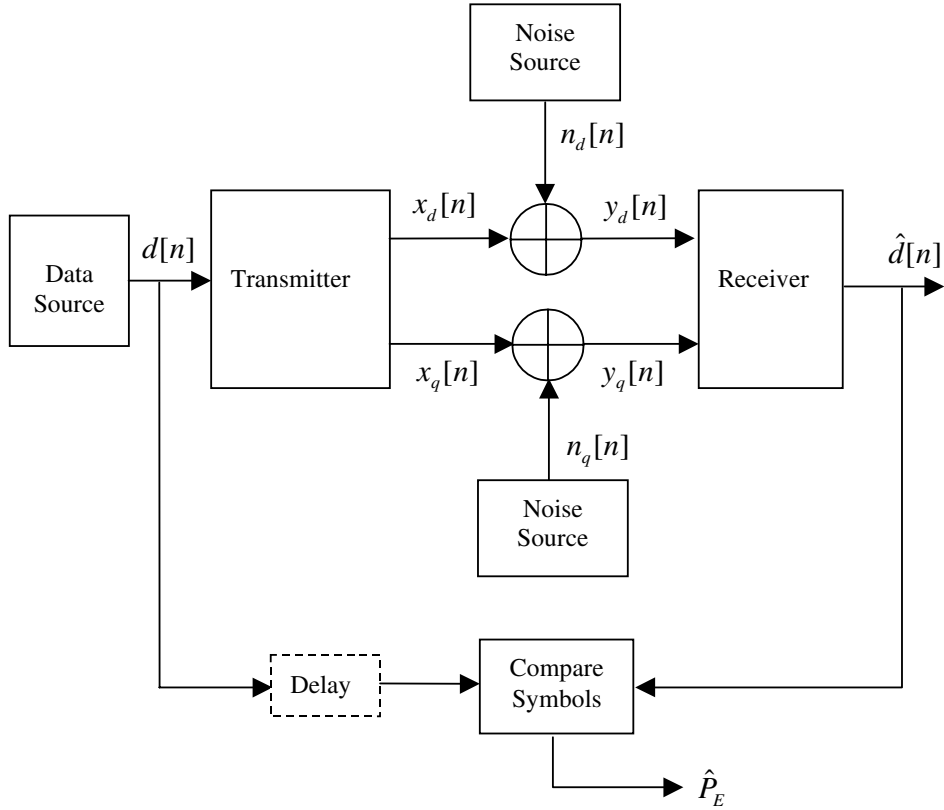 Noise
Source
n_d[n]
x_d[n]
y_d[n]
Data
Source
d[n]
Transmitter
Receiver
d̂[n]
x_q[n]
y_q[n]
n_q[n]
Noise
Source
Delay
Compare
Symbols
P̂_E